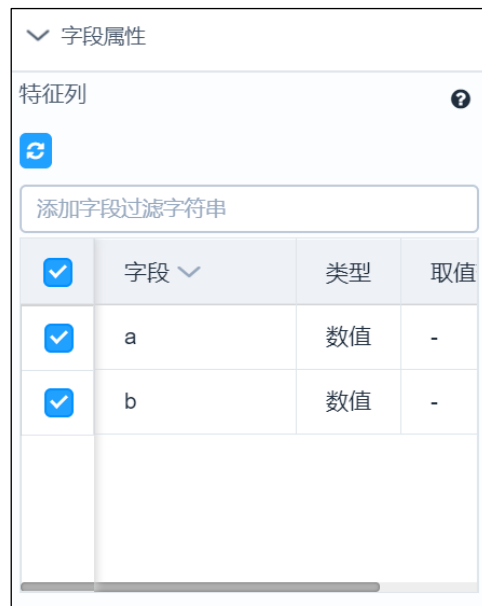 字段属性
特征列
添加字段过滤字符串
字段 类型 取值
a 数值 -
b 数值 -